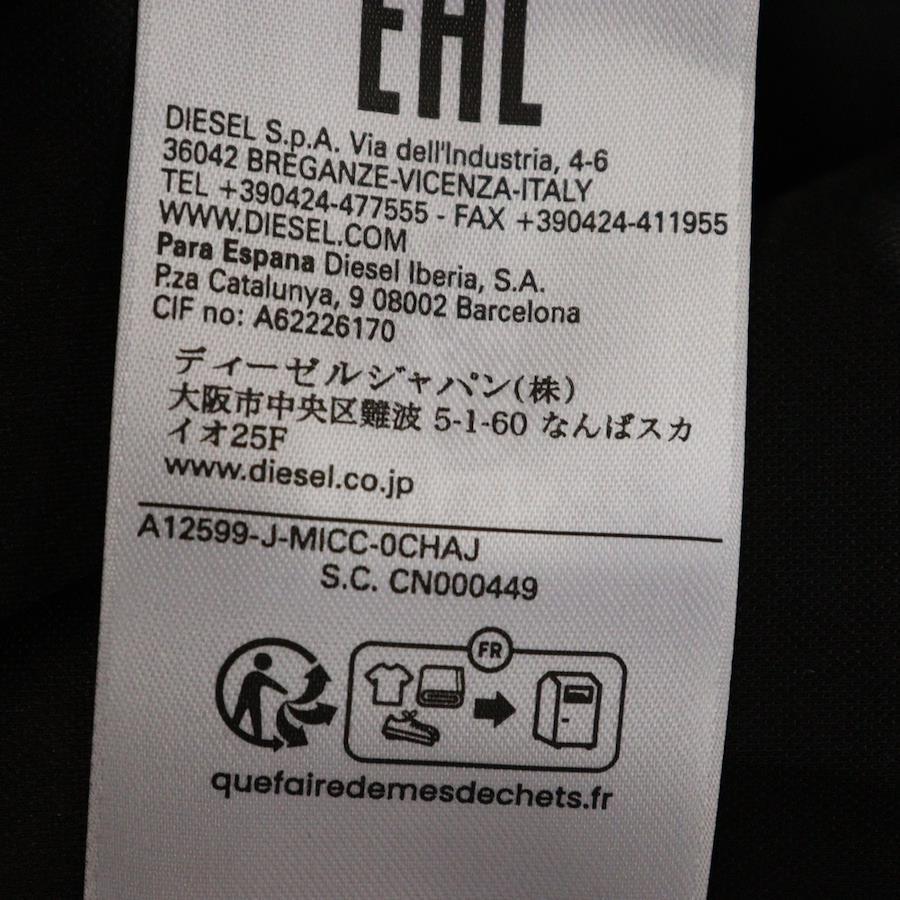 EAC
DIESEL S.p.A. Via dell'Industria, 4-6
36042 BREGANZE-VICENZA-ITALY
TEL +390424-477555 - FAX +390424-411955
WWW.DIESEL.COM
Para Espana Diesel Iberia, S.A.
P.za Catalunya, 9 08002 Barcelona
CIF no: A62226170
ディーゼルジャパン(株)
大阪市中央区難波 5-1-60 なんばスカ
イオ25F
www.diesel.co.jp
A12599-J-MICC-0CHAJ
S.C. CN000449
FR
quefairedemesdechets.fr